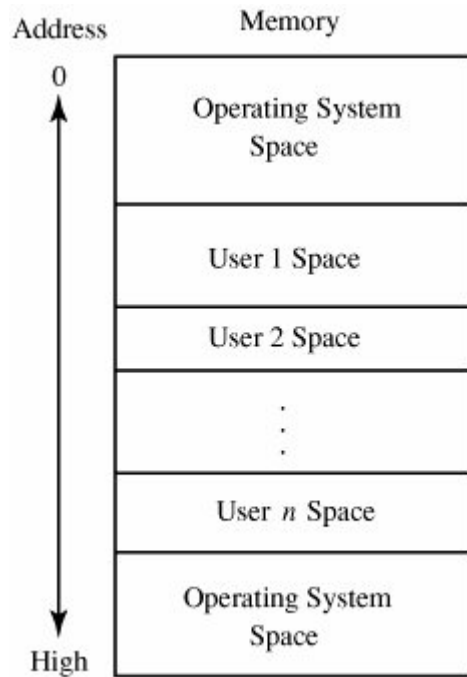 Address
Memory
0
Operating System
Space
User 1 Space
User 2 Space
.
.
.
User n Space
Operating System
Space
High